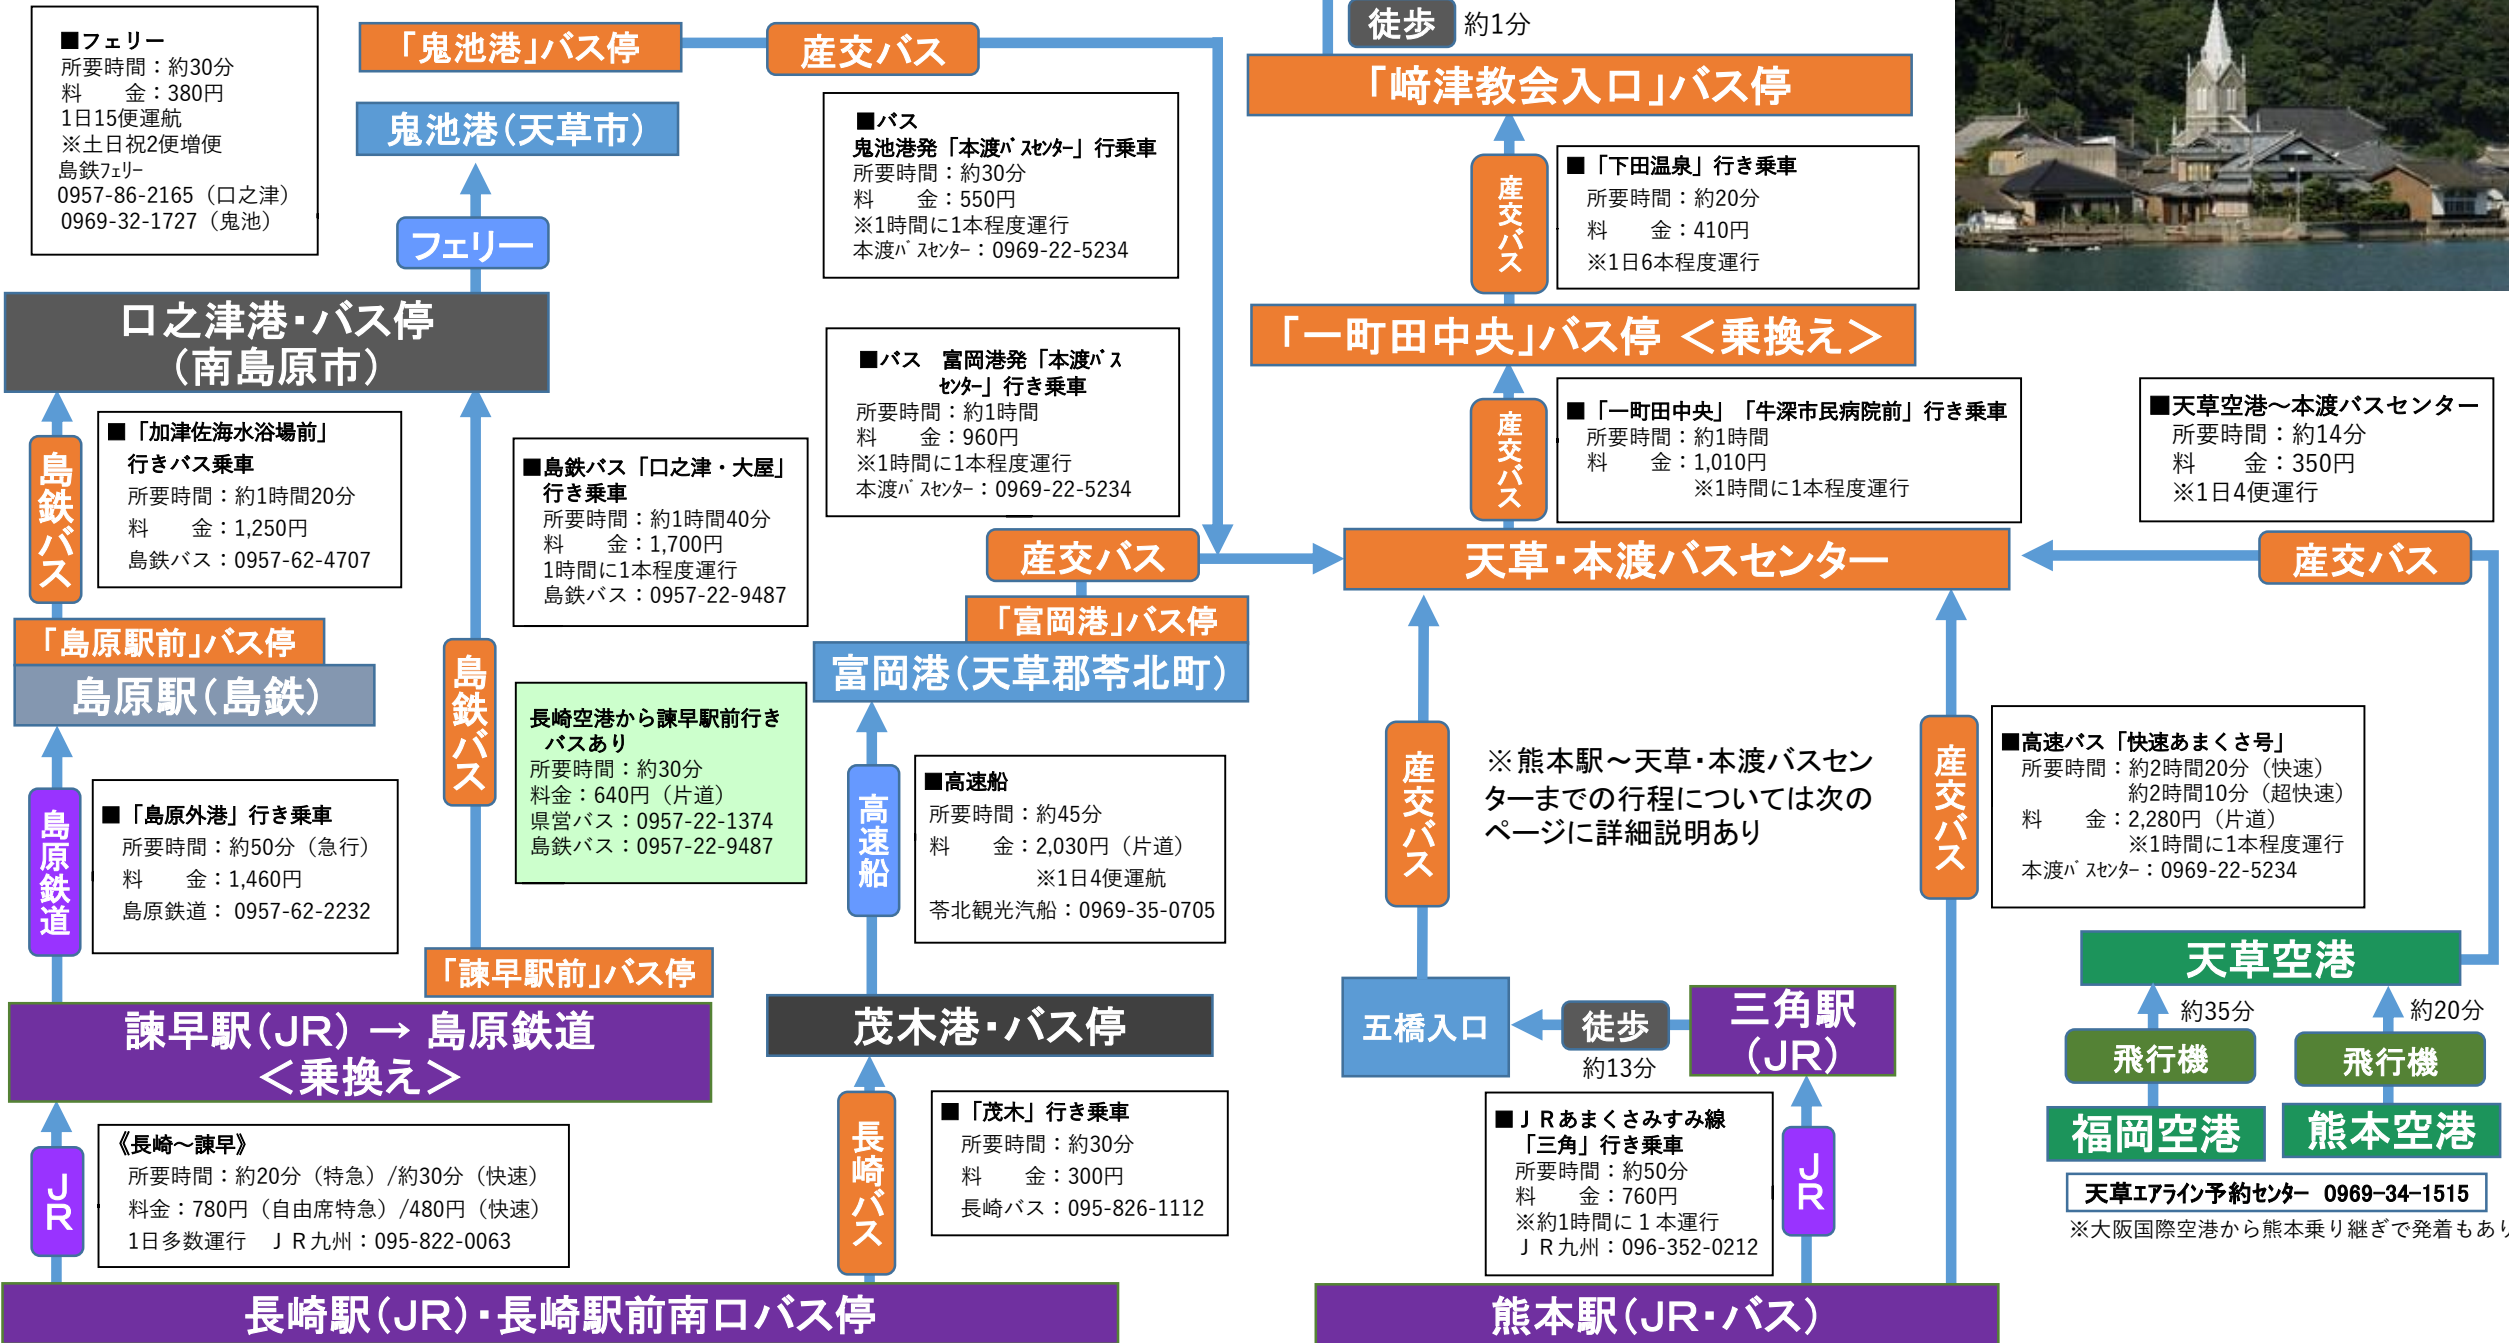 ■フェリー
所要時間：約30分
料　　金：380円
1日15便運航
※土日祝2便増便
島鉄ﾌｪﾘｰ
0957-86-2165（口之津）
0969-32-1727（鬼池）
「鬼池港」バス停
産交バス
鬼池港(天草市)
フェリー
■バス
鬼池港発「本渡ﾊﾞｽｾﾝﾀｰ」行乗車
所要時間：約30分
料　　金：550円
※1時間に1本程度運行
本渡ﾊﾞｽｾﾝﾀｰ：0969-22-5234
徒歩　約1分
「﨑津教会入口」バス停
産交バス
■「下田温泉」行き乗車
所要時間：約20分
料　　金：410円
※1日6本程度運行
口之津港･バス停
(南島原市)
■バス　富岡港発「本渡ﾊﾞｽ
ｾﾝﾀｰ」行き乗車
所要時間：約1時間
料　　金：960円
※1時間に1本程度運行
本渡ﾊﾞｽｾﾝﾀｰ：0969-22-5234
「一町田中央」バス停 ＜乗換え＞
産交バス
■「一町田中央」「牛深市民病院前」行き乗車
所要時間：約1時間
料　　金：1,010円
※1時間に1本程度運行
■天草空港～本渡バスセンター
所要時間：約14分
料　　金：350円
※1日4便運行
島鉄バス
■「加津佐海水浴場前」
行きバス乗車
所要時間：約1時間20分
料　　金：1,250円
島鉄バス：0957-62-4707
■島鉄バス「口之津・大屋」
行き乗車
所要時間：約1時間40分
料　　金：1,700円
1時間に1本程度運行
島鉄バス：0957-22-9487
産交バス
天草･本渡バスセンター
産交バス
「島原駅前」バス停
島原駅(島鉄)
島鉄バス
「富岡港」バス停
富岡港(天草郡苓北町)
長崎空港から諫早駅前行き
バスあり
所要時間：約30分
料金：640円（片道）
県営バス：0957-22-1374
島鉄バス：0957-22-9487
島原鉄道
■「島原外港」行き乗車
所要時間：約50分（急行）
料　　金：1,460円
島原鉄道： 0957-62-2232
高速船
■高速船
所要時間：約45分
料　　金：2,030円（片道）
※1日4便運航
苓北観光汽船：0969-35-0705
産交バス
※熊本駅～天草･本渡バスセン
ターまでの行程については次の
ページに詳細説明あり
産交バス
■高速バス「快速あまくさ号」
所要時間：約2時間20分（快速）
約2時間10分（超快速）
料　　金：2,280円（片道）
※1時間に1本程度運行
本渡ﾊﾞｽｾﾝﾀｰ：0969-22-5234
「諫早駅前」バス停
諫早駅(JR) → 島原鉄道
＜乗換え＞
茂木港･バス停
五橋入口
徒歩
約13分
三角駅
(JR)
天草空港
約35分
約20分
飛行機
飛行機
福岡空港
熊本空港
天草ｴｱﾗｲﾝ予約ｾﾝﾀｰ　0969-34-1515
※大阪国際空港から熊本乗り継ぎで発着もあり
JR
《長崎～諫早》
所要時間：約20分（特急）/約30分（快速）
料金：780円（自由席特急）/480円（快速）
1日多数運行　ＪＲ九州：095-822-0063
長崎バス
■「茂木」行き乗車
所要時間：約30分
料　　金：300円
長崎バス：095-826-1112
■ＪＲあまくさみすみ線
「三角」行き乗車
所要時間：約50分
料　　金：760円
※約1時間に１本運行
ＪＲ九州：096-352-0212
JR
長崎駅(JR)･長崎駅前南口バス停
熊本駅(JR･バス)